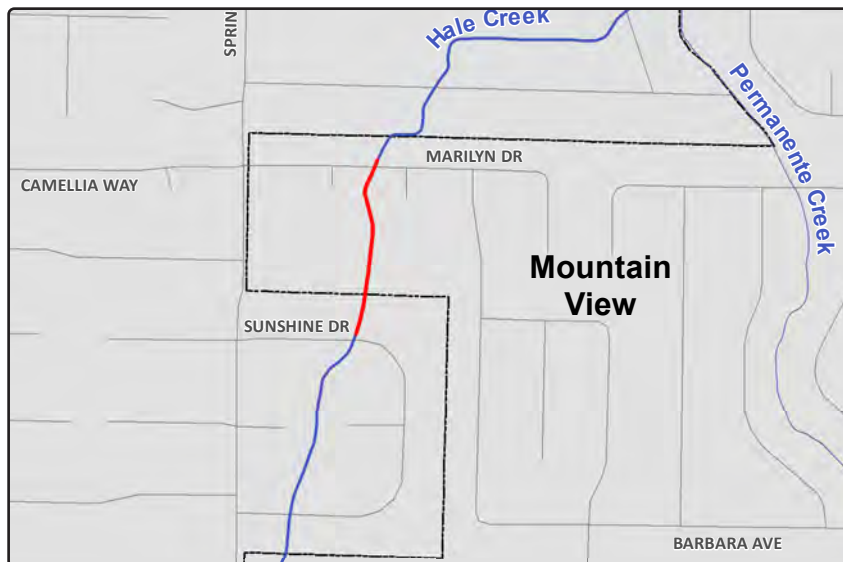 SPRIN
Hale Creek
Permanente Creek
MARILYN DR
CAMELLIA WAY
Mountain
View
SUNSHINE DR
BARBARA AVE